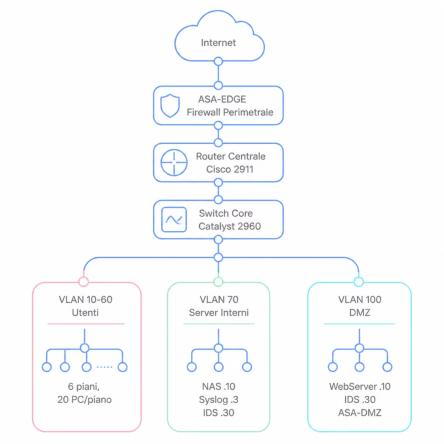 Internet
ASA-EDGE
Firewall Perimetrale
Router Centrale
Cisco 2911
Switch Core
Catalyst 2960
VLAN 10-60
Utenti
6 piani,
20 PC/piano
VLAN 70
Server Interni
NAS .10
Syslog .3
IDS .30
VLAN 100
DMZ
WebServer .10
IDS .30
ASA-DMZ